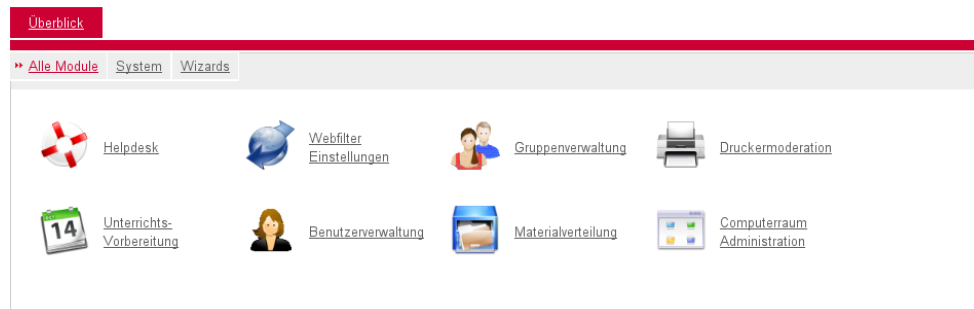 Überblick
Alle Module System Wizards
Helpdesk
Webfilter
Einstellungen
Gruppenverwaltung
Druckermoderation
14
Unterrichts-
Vorbereitung
Benutzerverwaltung
Materialverteilung
Computerraum
Administration